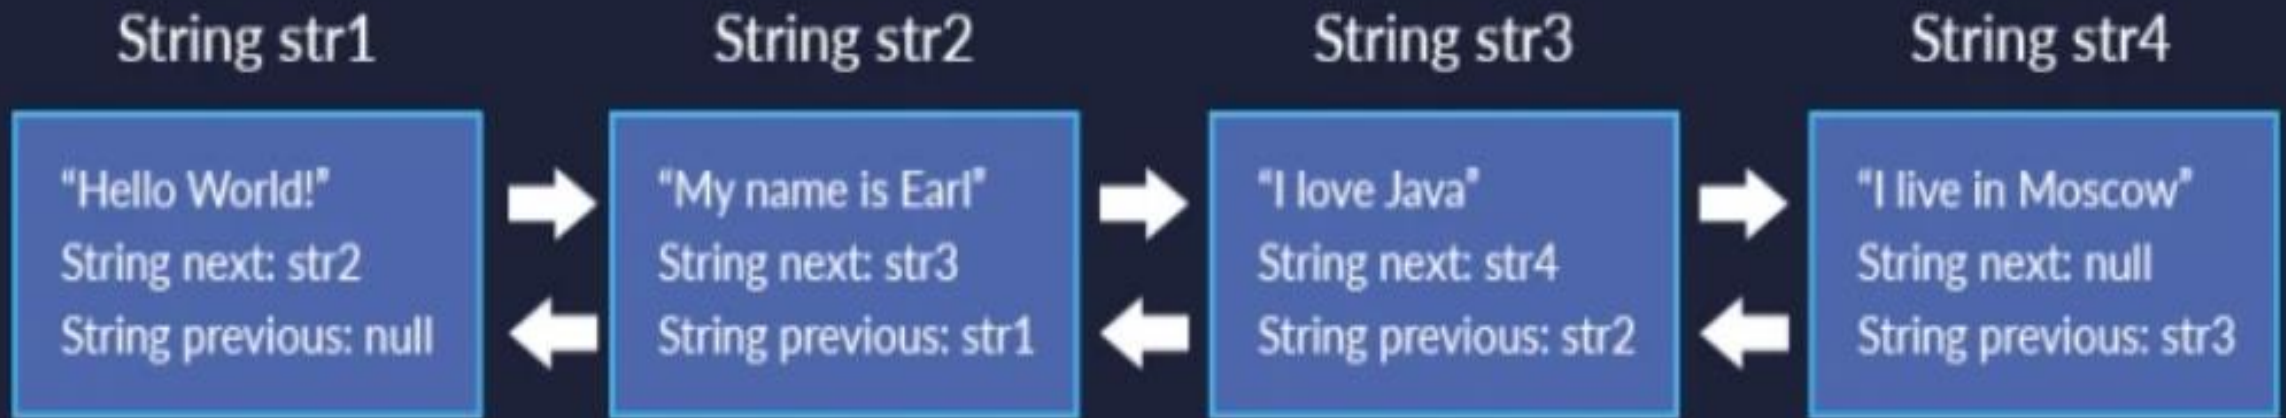 String str1
String str2
String str3
String str4
“Hello World!”
String next: str2
String previous: null
“My name is Earl”
String next: str3
String previous: str1
“I love Java”
String next: str4
String previous: str2
“I live in Moscow”
String next: null
String previous: str3